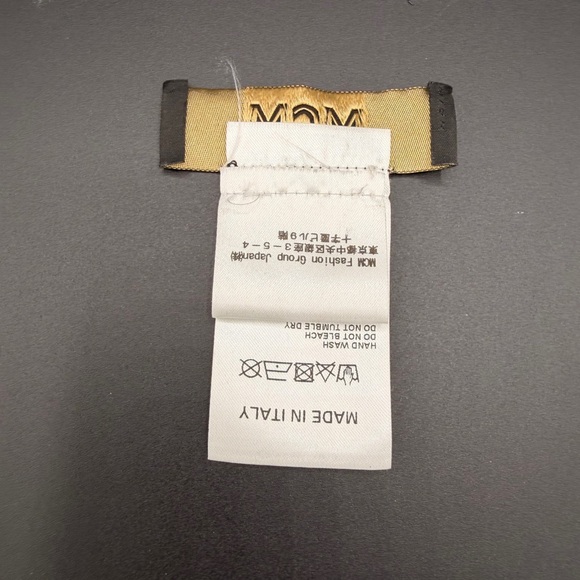 MADE IN ITALY
HAND WASH
DO NOT BLEACH
DO NOT TUMBLE DRY
MCM Fashion Group Japan㈱
東京都中央区銀座3-5-4
十字屋ビル9階
MCM